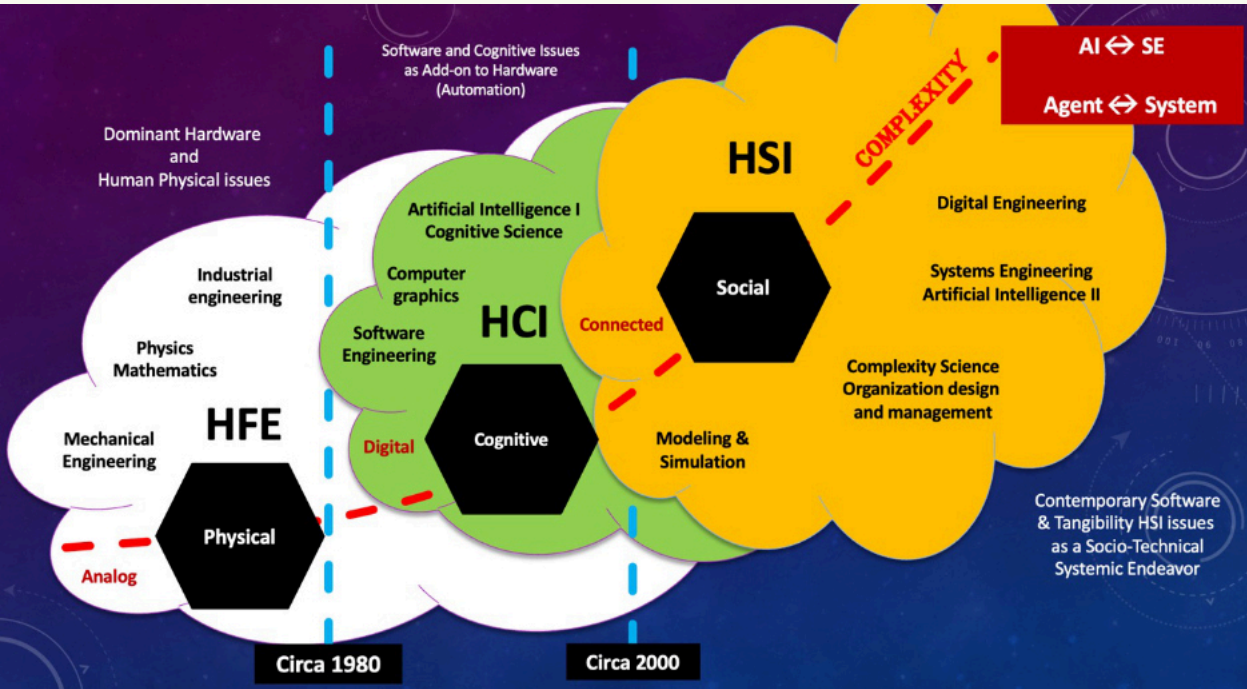 Software and Cognitive Issues
as Add-on to Hardware
(Automation)
Dominant Hardware
and
Human Physical issues
AI ↔ SE
Agent ↔ System
COMPLEXITY
HFE
Industrial
engineering
Physics
Mathematics
Mechanical
Engineering
Physical
Analog
HCI
Artificial Intelligence I
Cognitive Science
Computer
graphics
Software
Engineering
Digital
Cognitive
HSI
Social
Connected
Digital Engineering
Systems Engineering
Artificial Intelligence II
Complexity Science
Organization design
and management
Modeling &
Simulation
Contemporary Software
& Tangibility HSI issues
as a Socio-Technical
Systemic Endeavor
Circa 1980
Circa 2000